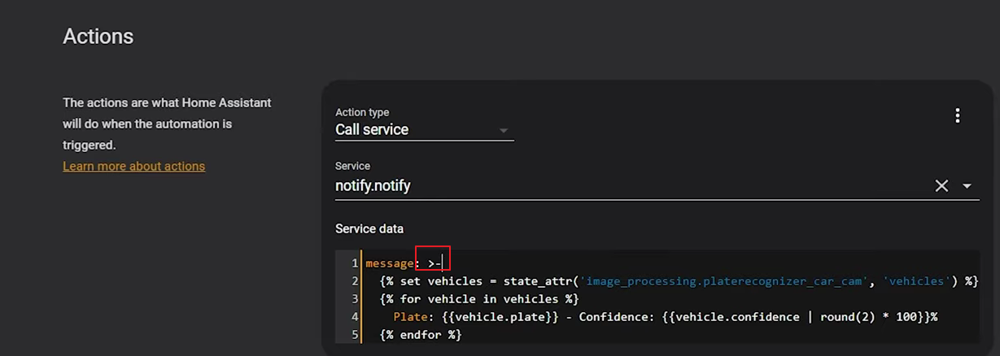 Actions
The actions are what Home Assistant
will do when the automation is
triggered.
Learn more about actions
Action type
Call service
Service
notify.notify
Service data
1 message: >-
2 {% set vehicles = state_attr('image_processing.platerecognizer_car_cam', 'vehicles') %}
3 {% for vehicle in vehicles %}
4 Plate: {{vehicle.plate}} - Confidence: {{vehicle.confidence | round(2) * 100}}%
5 {% endfor %}